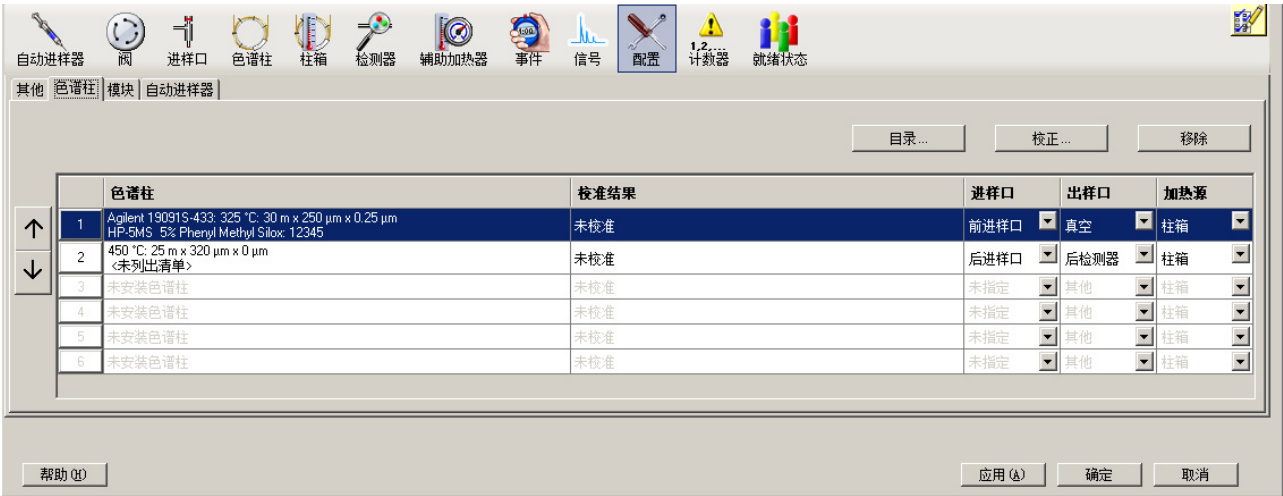 自动进样器 阀 进样口 色谱柱 柱箱 检测器 辅助加热器 事件 信号 配置 1,2,... 计数器 就绪状态
其他 色谱柱 模块 自动进样器
目录... 校正... 移除
色谱柱 校准结果 进样口 出样口 加热源
1 Agilent 19091S-433: 325 °C: 30 m x 250 µm x 0.25 µm
HP-5MS 5% Phenyl Methyl Silox: 12345 未校准 前进样口 真空 柱箱
2 450 °C: 25 m x 320 µm x 0 µm
<未列出清单> 未校准 后进样口 后检测器 柱箱
3 未安装色谱柱 未校准 未指定 其他 柱箱
4 未安装色谱柱 未校准 未指定 其他 柱箱
5 未安装色谱柱 未校准 未指定 其他 柱箱
6 未安装色谱柱 未校准 未指定 其他 柱箱
帮助(H) 应用(A) 确定 取消